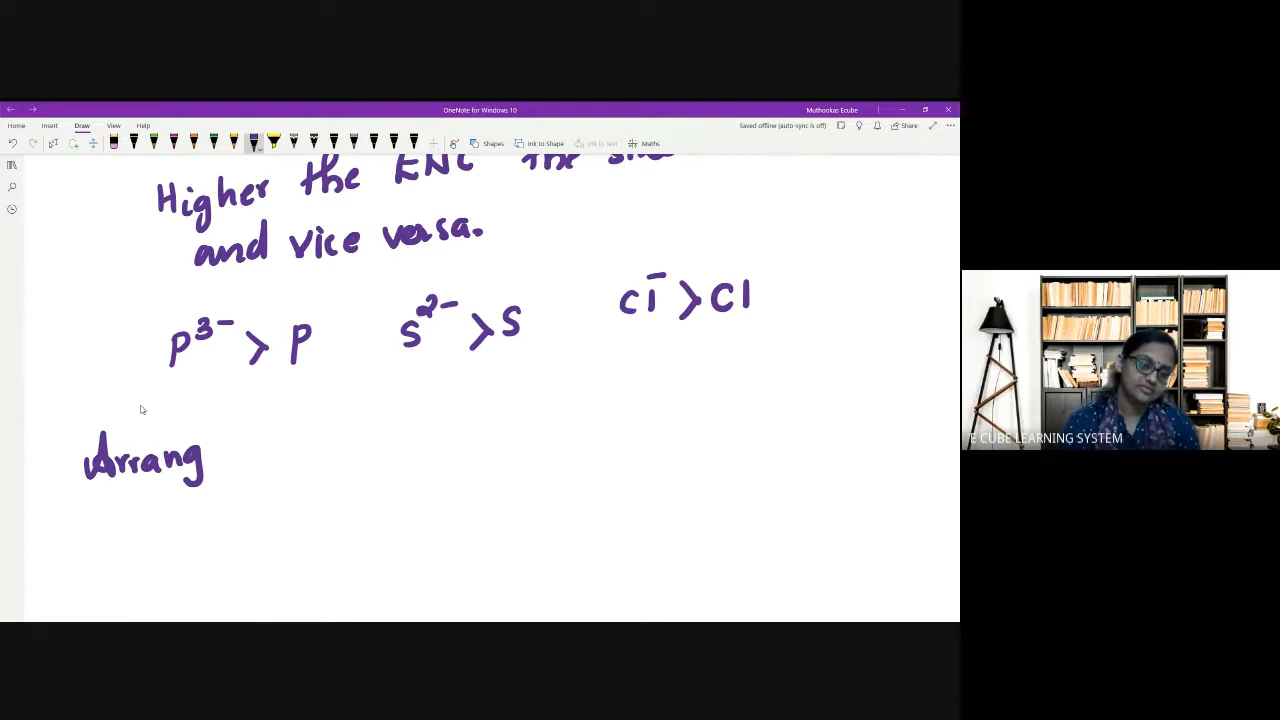 OneNote for Windows 10
Muthookas Ecube
Home Insert Draw View Help
Saved offline (auto-sync is off) Share
Shapes Ink to Shape Ink to Text Maths
Higher the ENC the
and vice versa.
P³⁻ > P S²⁻ > S Cl⁻ > Cl
Arrang
E CUBE LEARNING SYSTEM